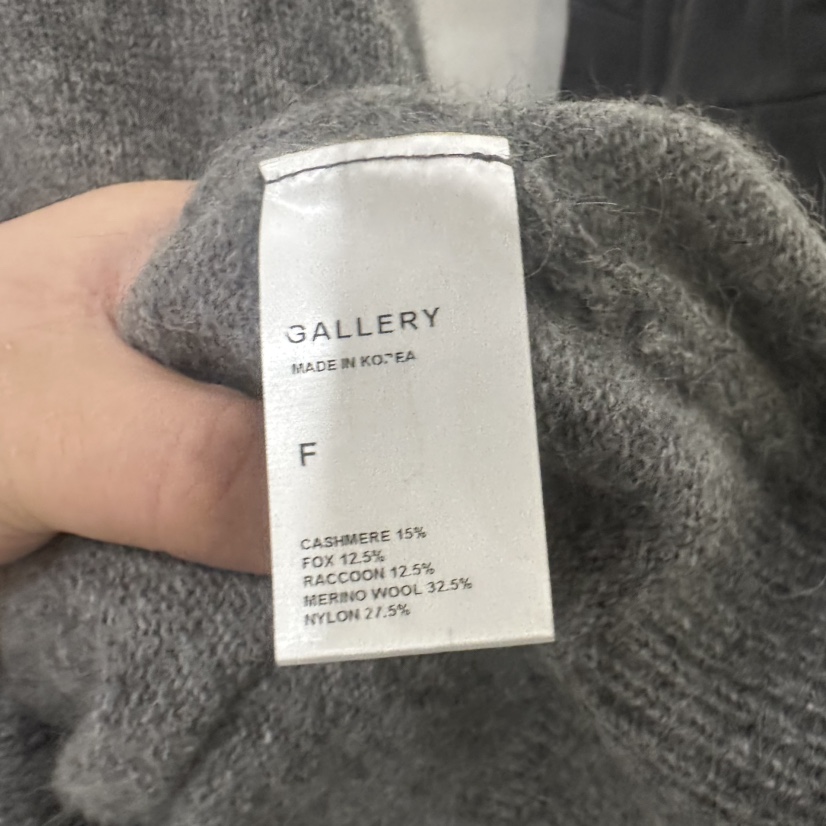 GALLERY
MADE IN KOREA
F
CASHMERE 15%
FOX 12.5%
RACCOON 12.5%
MERINO WOOL 32.5%
NYLON 27.5%